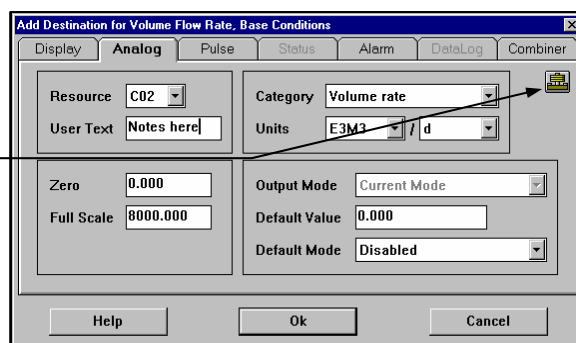 Add Destination for Volume Flow Rate, Base Conditions
Display Analog Pulse Status Alarm DataLog Combiner
Resource C02 Category Volume rate
User Text Notes here Units E3M3 / d
Zero 0.000 Output Mode Current Mode
Full Scale 8000.000 Default Value 0.000
Default Mode Disabled
Help Ok Cancel